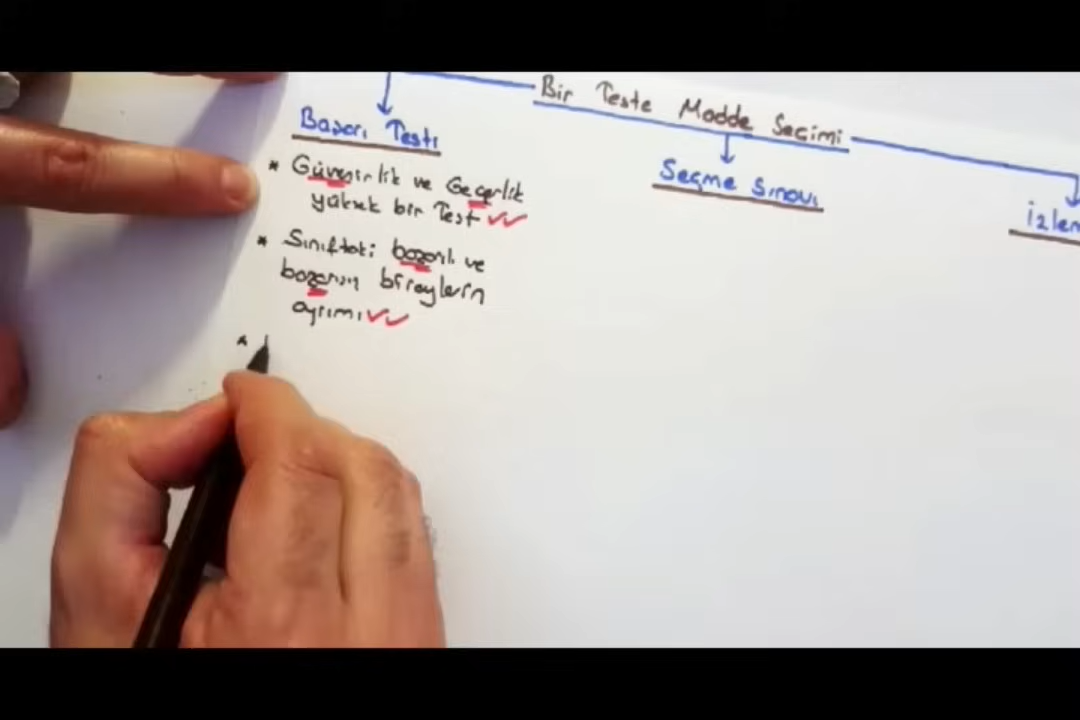 Bir Teste Madde Seçimi
Başarı Testi
* Güvenirlik ve Geçerlik
yüksek bir Test ✓✓
* Sınıftaki başarılı ve
başarısız bireylerin
ayrımı ✓✓
*
Seçme Sınavı
İzlem